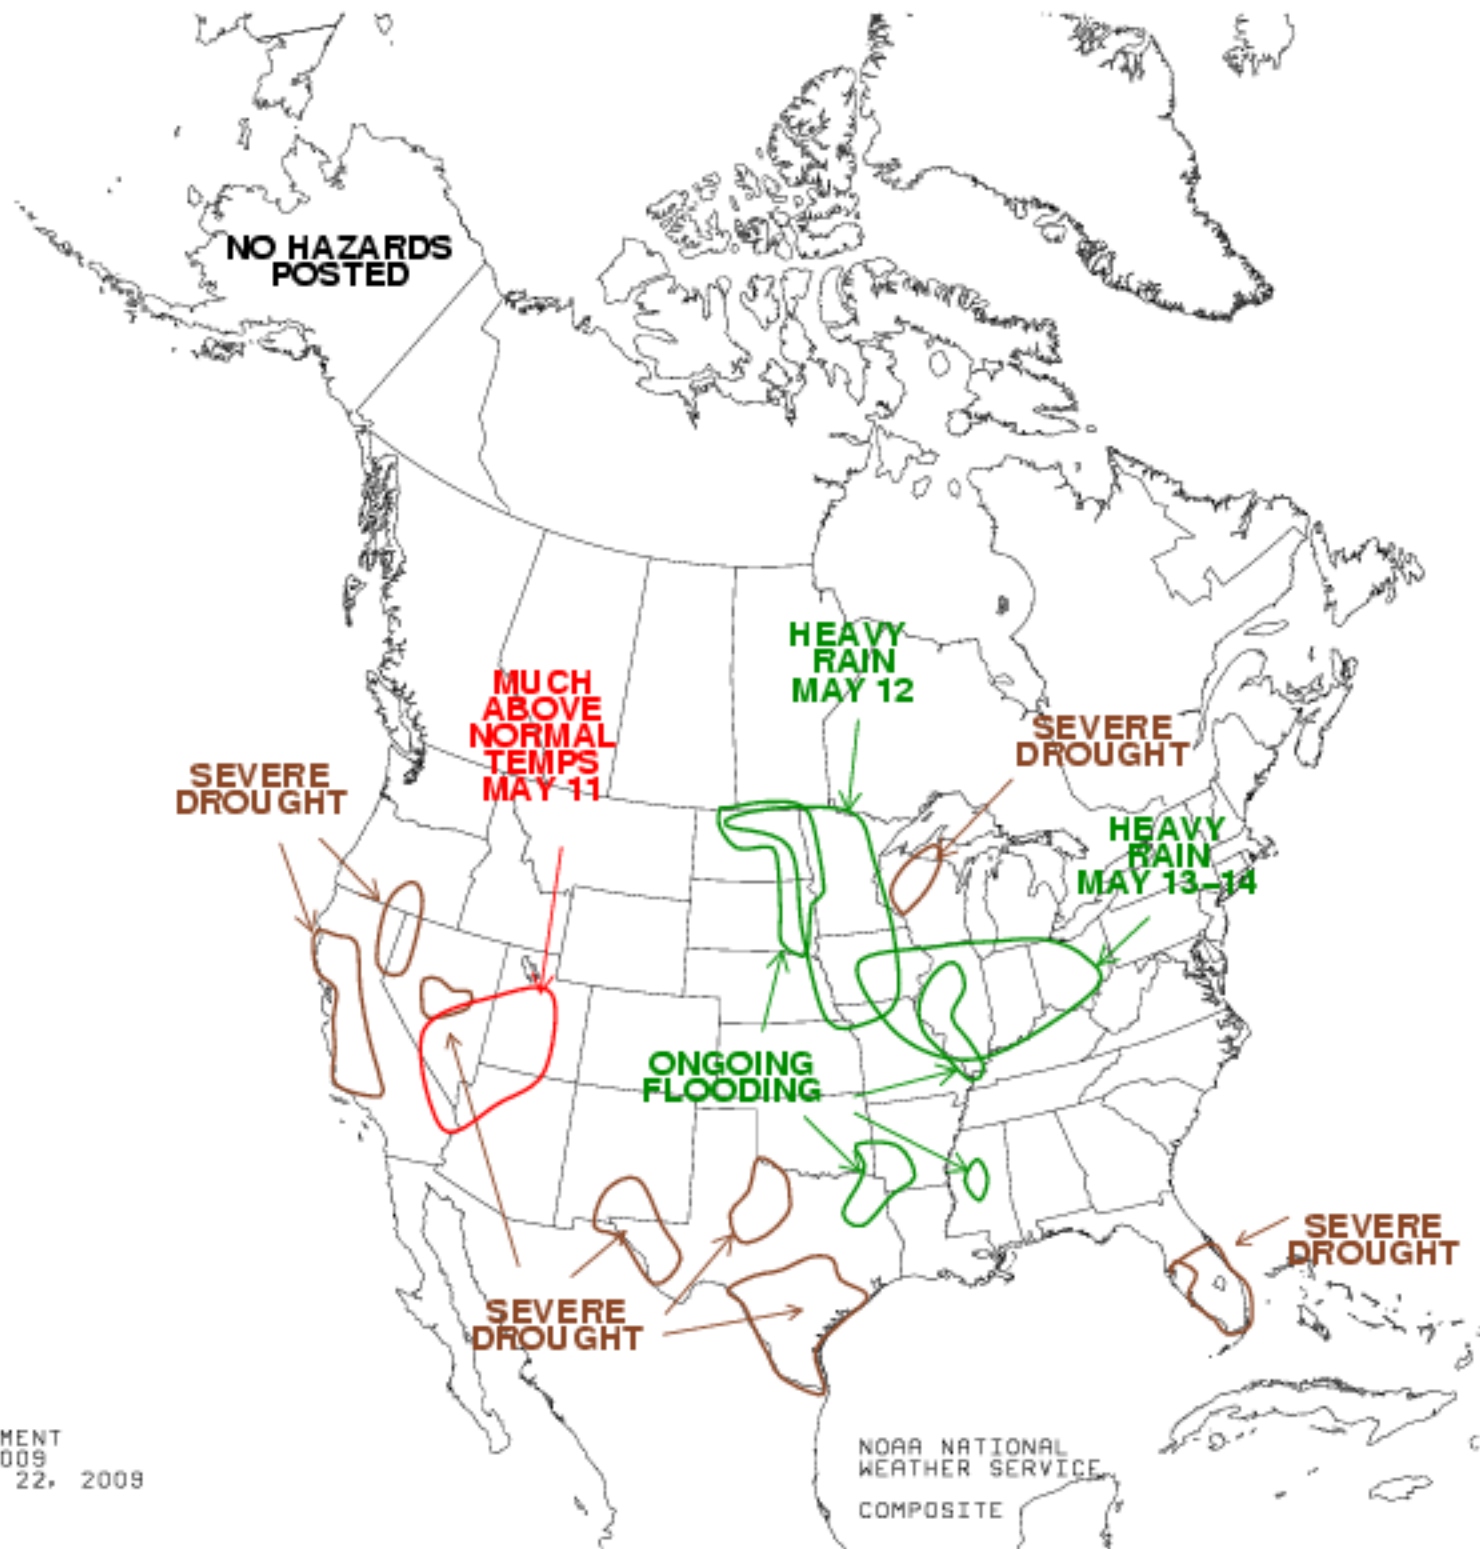 NO HAZARDS
POSTED
HEAVY
RAIN
MAY 12
MUCH
ABOVE
NORMAL
TEMPS
MAY 11
SEVERE
DROUGHT
SEVERE
DROUGHT
HEAVY
RAIN
MAY 13-14
ONGOING
FLOODING
SEVERE
DROUGHT
SEVERE
DROUGHT
MENT
009
22, 2009
NOAA NATIONAL
WEATHER SERVICE
COMPOSITE